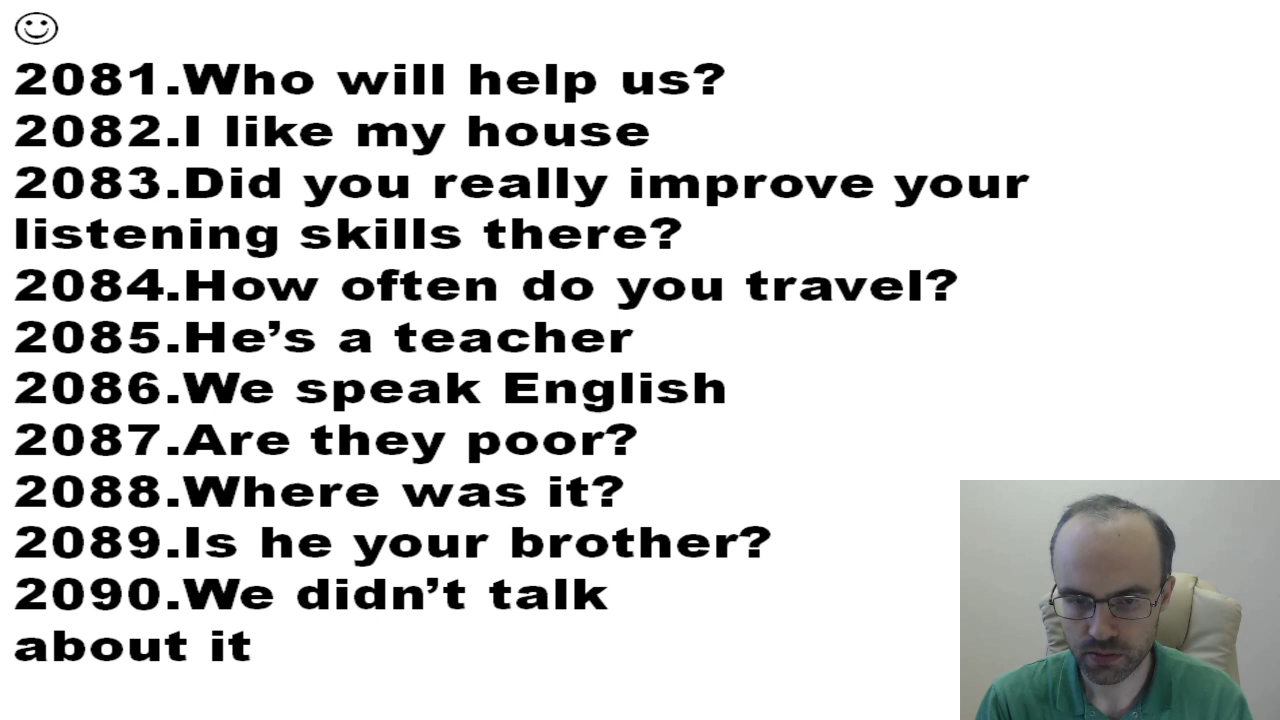 2081.Who will help us?
2082.I like my house
2083.Did you really improve your
listening skills there?
2084.How often do you travel?
2085.He’s a teacher
2086.We speak English
2087.Are they poor?
2088.Where was it?
2089.Is he your brother?
2090.We didn’t talk
about it